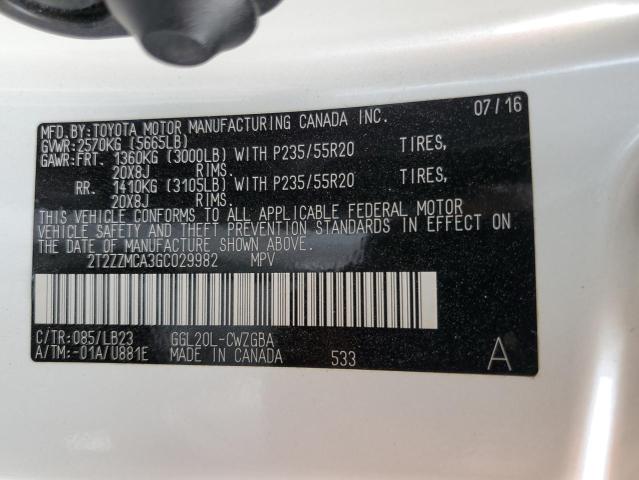 MFD.BY:TOYOTA MOTOR MANUFACTURING CANADA INC. 07/16
GVWR:2570KG (5665LB)
GAWR:FRT. 1360KG (3000LB) WITH P235/55R20 TIRES,
20X8J RIMS.
RR. 1410KG (3105LB) WITH P235/55R20 TIRES,
20X8J RIMS.
THIS VEHICLE CONFORMS TO ALL APPLICABLE FEDERAL MOTOR
VEHICLE SAFETY AND THEFT PREVENTION STANDARDS IN EFFECT ON
THE DATE OF MANUFACTURE SHOWN ABOVE.
2T2ZZMCA3GC029982 MPV
C/TR:085/LB23 GGL20L-CWZGBA
A/TM:-01A/U881E MADE IN CANADA 533 A